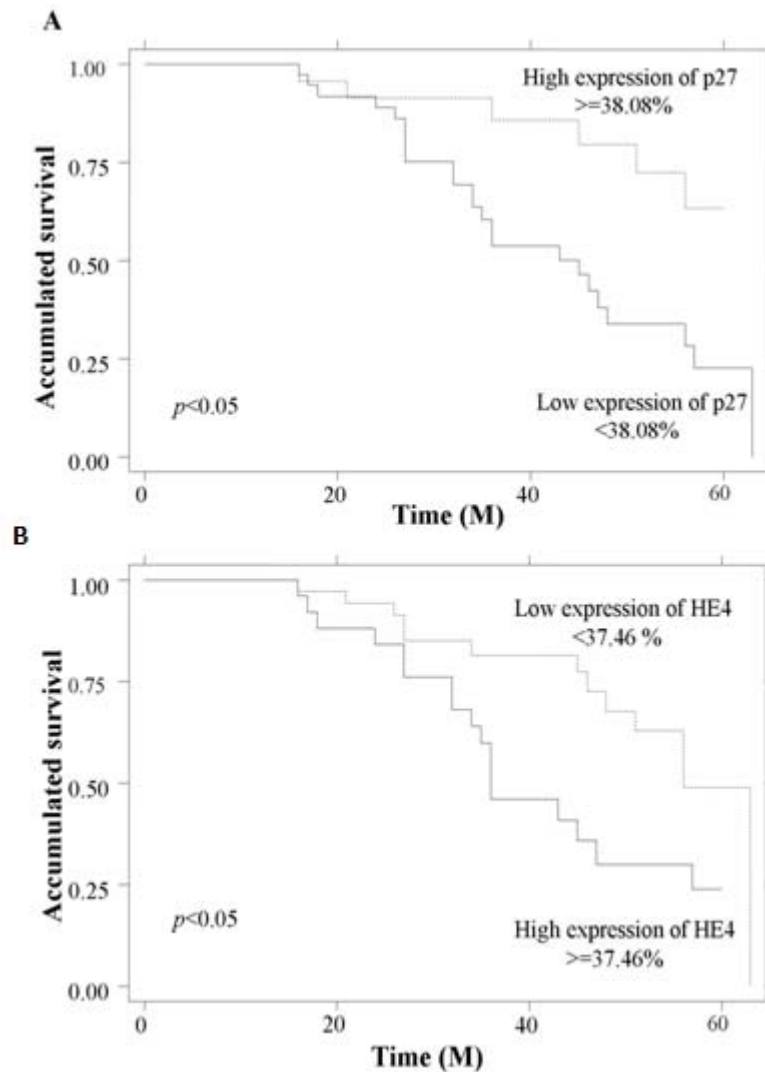 A
1.00
0.75
0.50
0.25
0.00
Accumulated survival
High expression of p27
>=38.08%
Low expression of p27
<38.08%
p<0.05
0
20
40
60
Time (M)
B
1.00
0.75
0.50
0.25
0.00
Accumulated survival
Low expression of HE4
<37.46 %
High expression of HE4
>=37.46%
p<0.05
0
20
40
60
Time (M)